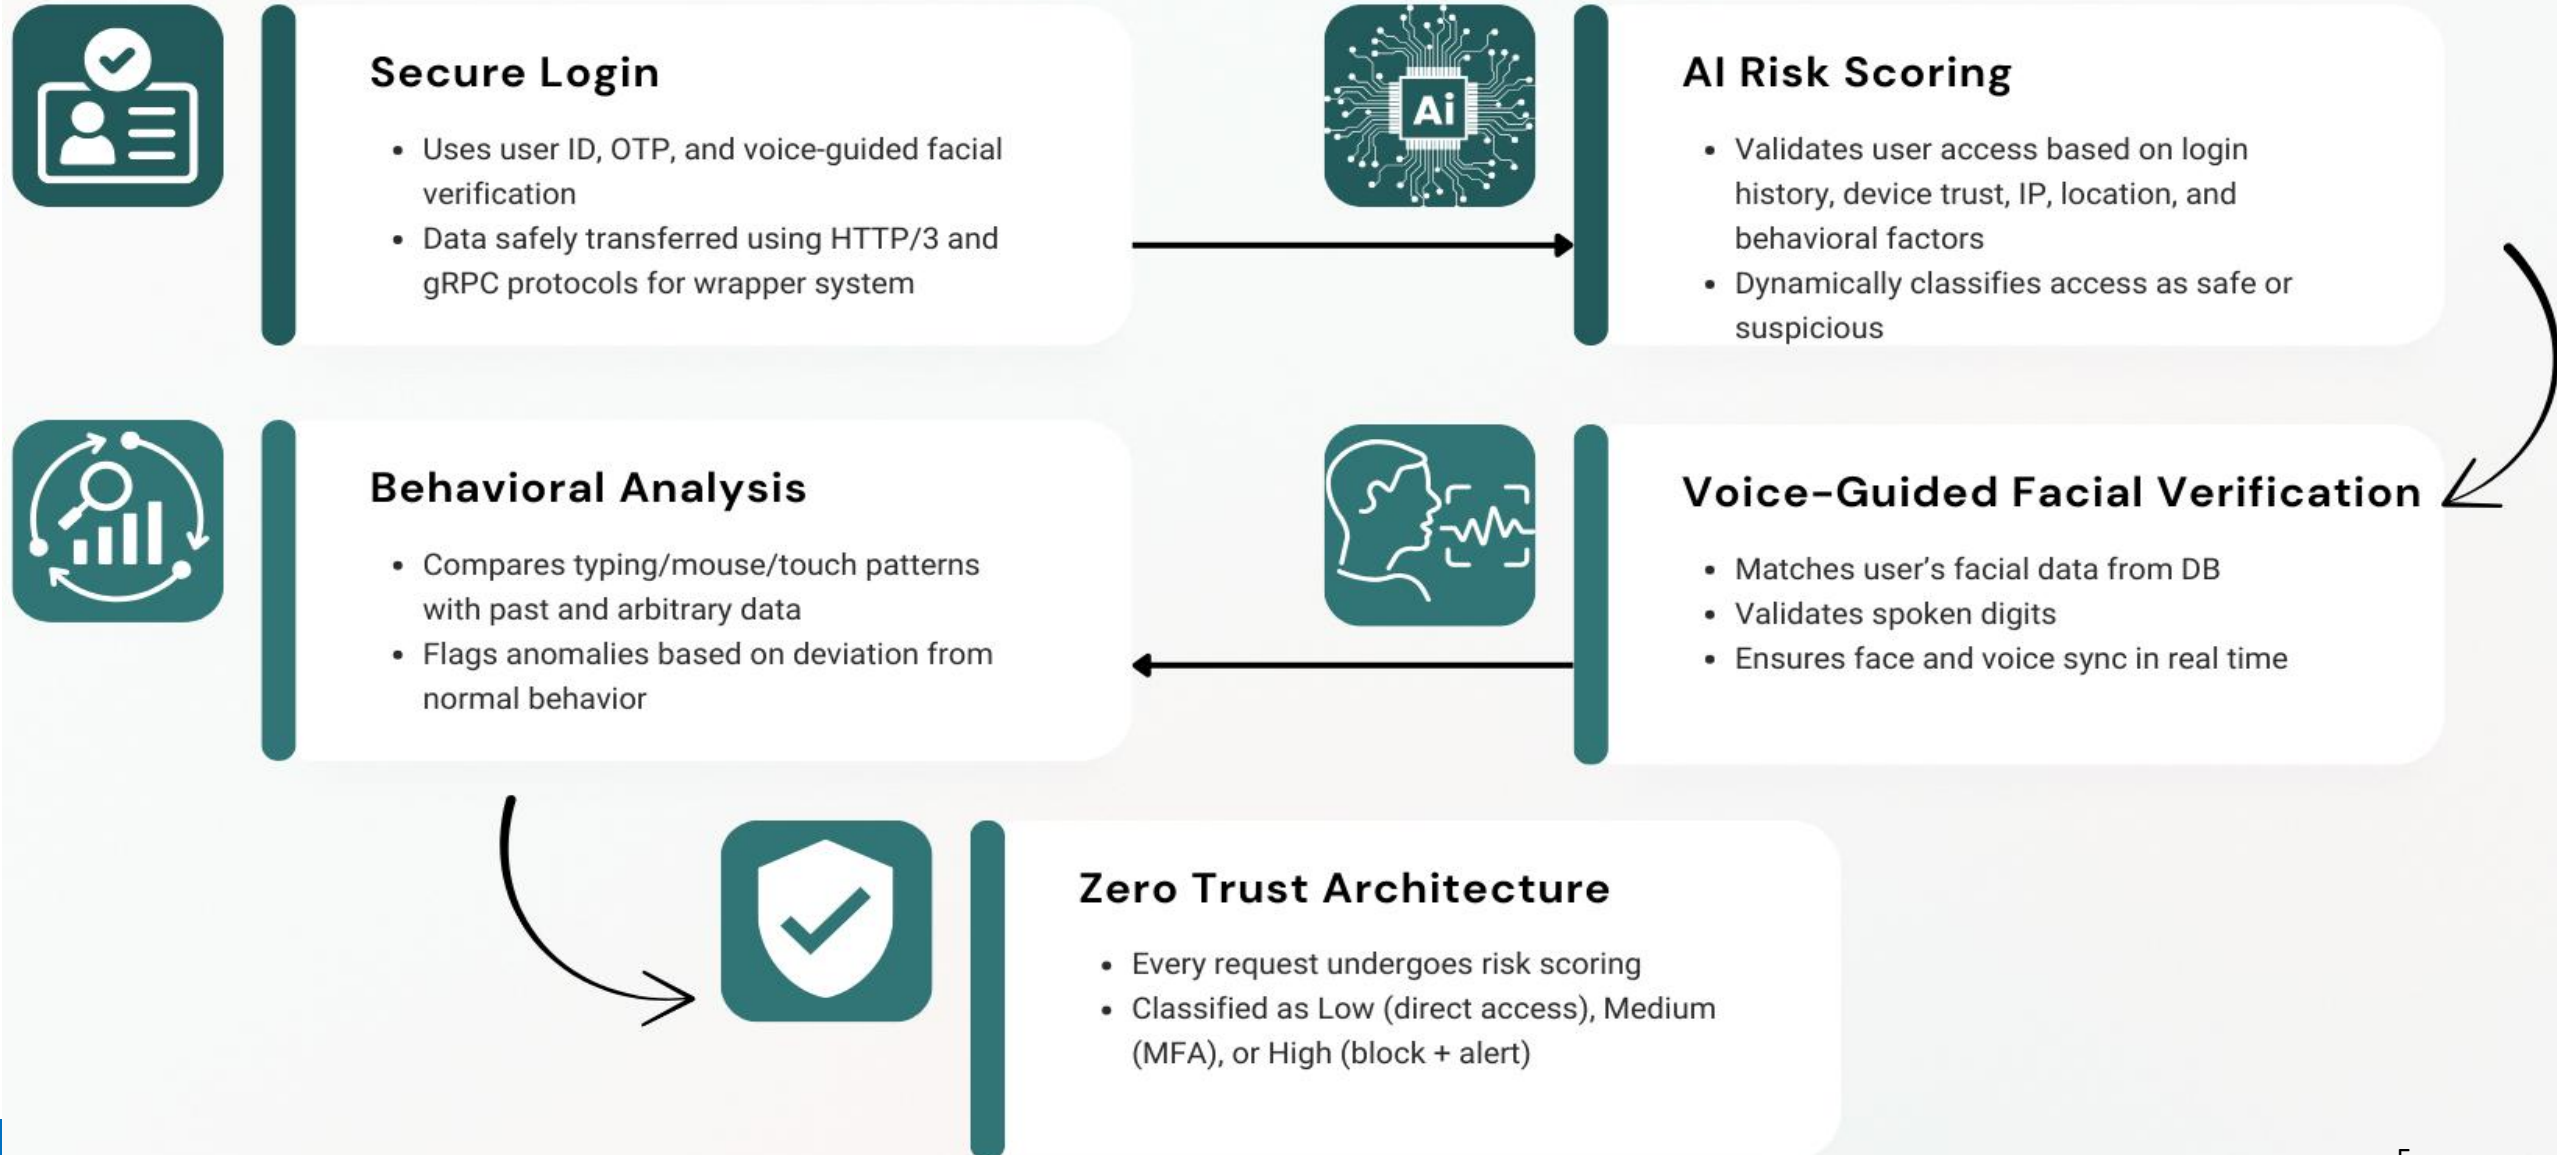 Secure Login
• Uses user ID, OTP, and voice-guided facial
verification
• Data safely transferred using HTTP/3 and
gRPC protocols for wrapper system
Ai
AI Risk Scoring
• Validates user access based on login
history, device trust, IP, location, and
behavioral factors
• Dynamically classifies access as safe or
suspicious
Voice-Guided Facial Verification
• Matches user's facial data from DB
• Validates spoken digits
• Ensures face and voice sync in real time
Behavioral Analysis
• Compares typing/mouse/touch patterns
with past and arbitrary data
• Flags anomalies based on deviation from
normal behavior
Zero Trust Architecture
• Every request undergoes risk scoring
• Classified as Low (direct access), Medium
(MFA), or High (block + alert)